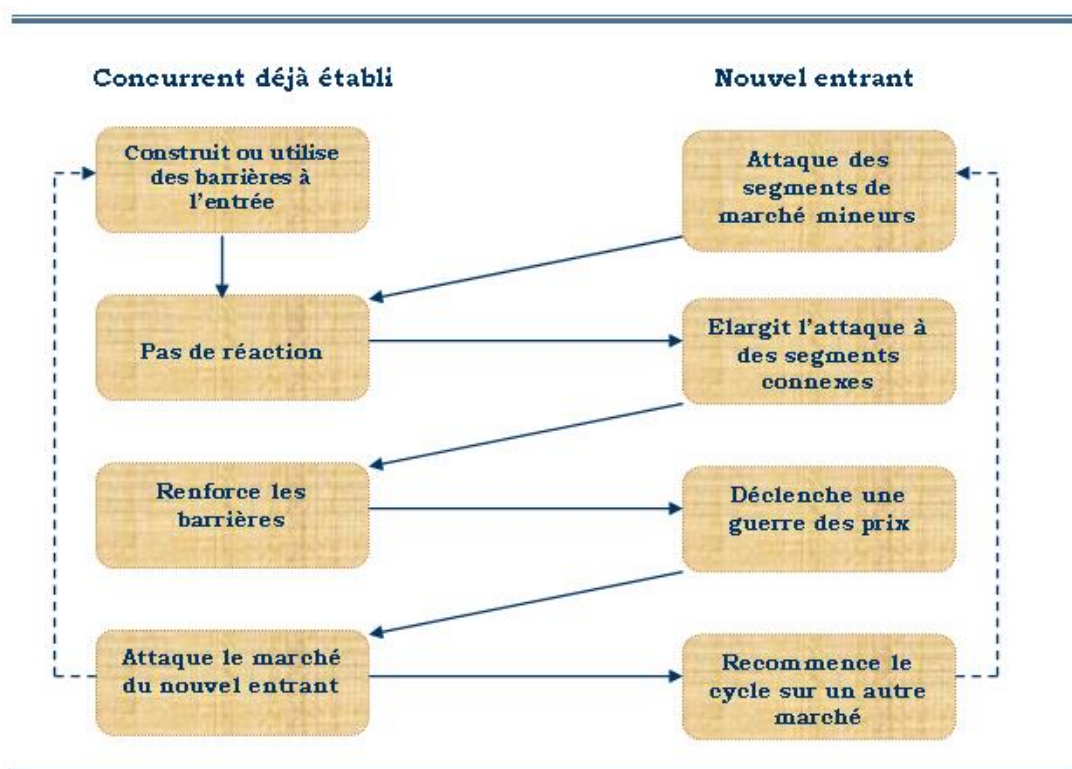 Concurrent déjà établi
Nouvel entrant
Construit ou utilise
des barrières à
l'entrée
Attaque des
segments de
marché mineurs
Pas de réaction
Elargit l'attaque à
des segments
connexes
Renforce les
barrières
Déclenche une
guerre des prix
Attaque le marché
du nouvel entrant
Recommence le
cycle sur un autre
marché